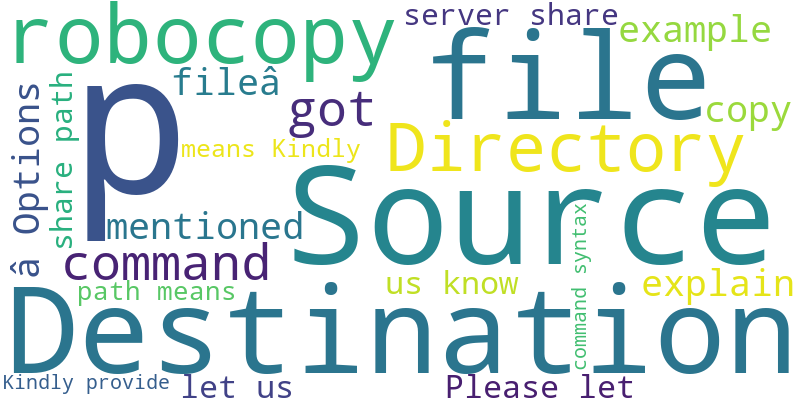 robocopy
server share
file
example
fileâ
got
copy
p
Directory
means Kindly
Source
â Options
share path
mentioned
command
command syntax
path means
us know
explain
Destination
Kindly provide
let us
Please let